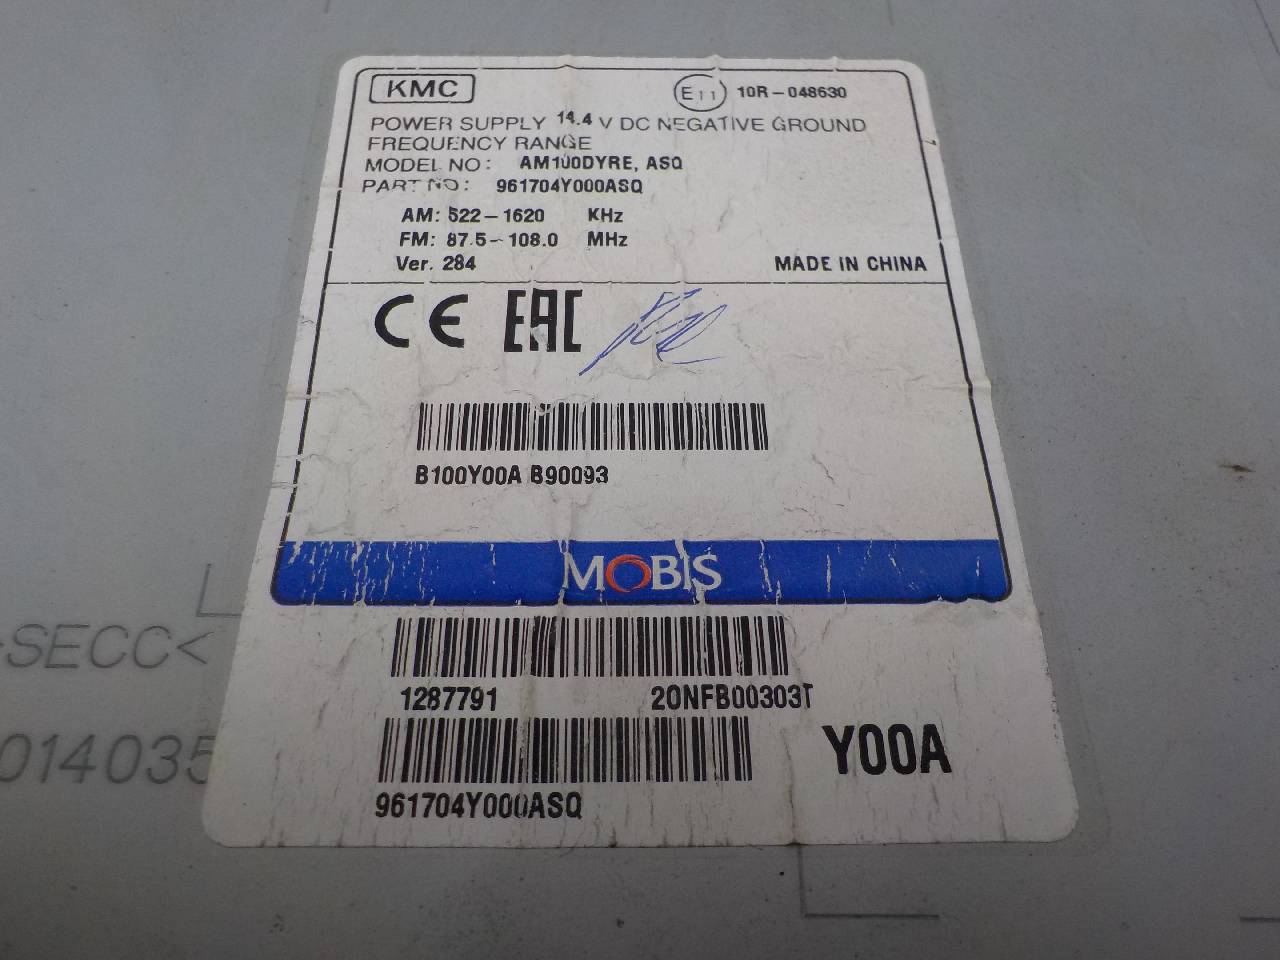 KMC
E11 10R-048630
POWER SUPPLY 14.4 V DC NEGATIVE GROUND
FREQUENCY RANGE
MODEL NO: AM100DYRE, ASQ
PART NO: 961704Y000ASQ
AM: 522-1620 KHz
FM: 87.5-108.0 MHz
Ver. 284 MADE IN CHINA
CE EAC
B100Y00A B90093
MOBIS
>SECC<
1287791 20NFB00303T
014035
Y00A
961704Y000ASQ